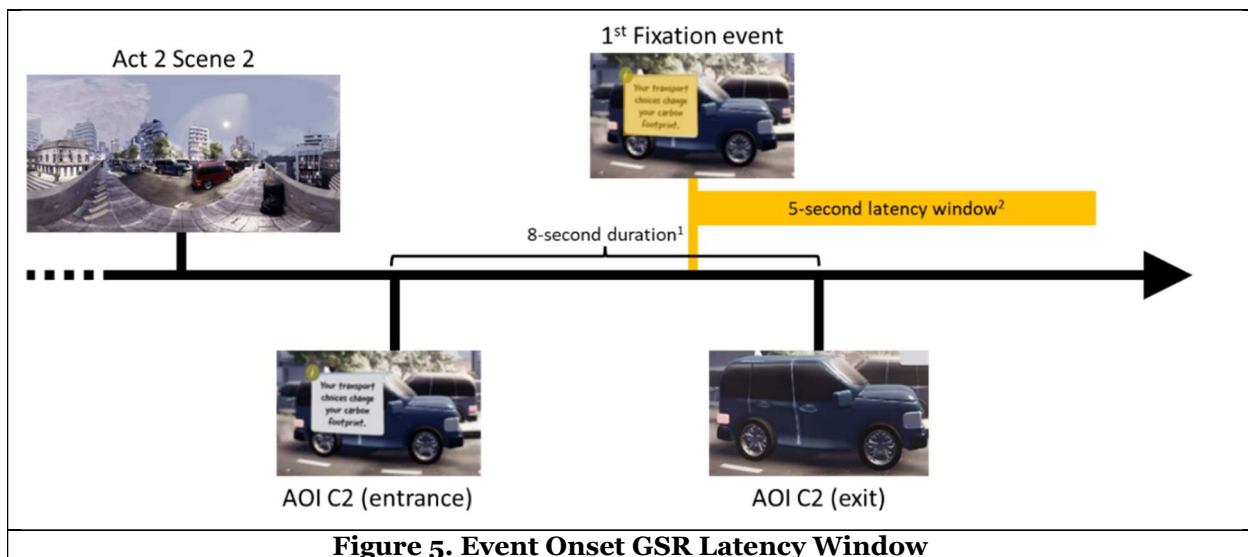 Act 2 Scene 2
1st Fixation event
Your transport
choices change
your carbon
footprint.
5-second latency window2
8-second duration1
Your transport
choices change
your carbon
footprint.
AOI C2 (entrance)
AOI C2 (exit)
Figure 5. Event Onset GSR Latency Window